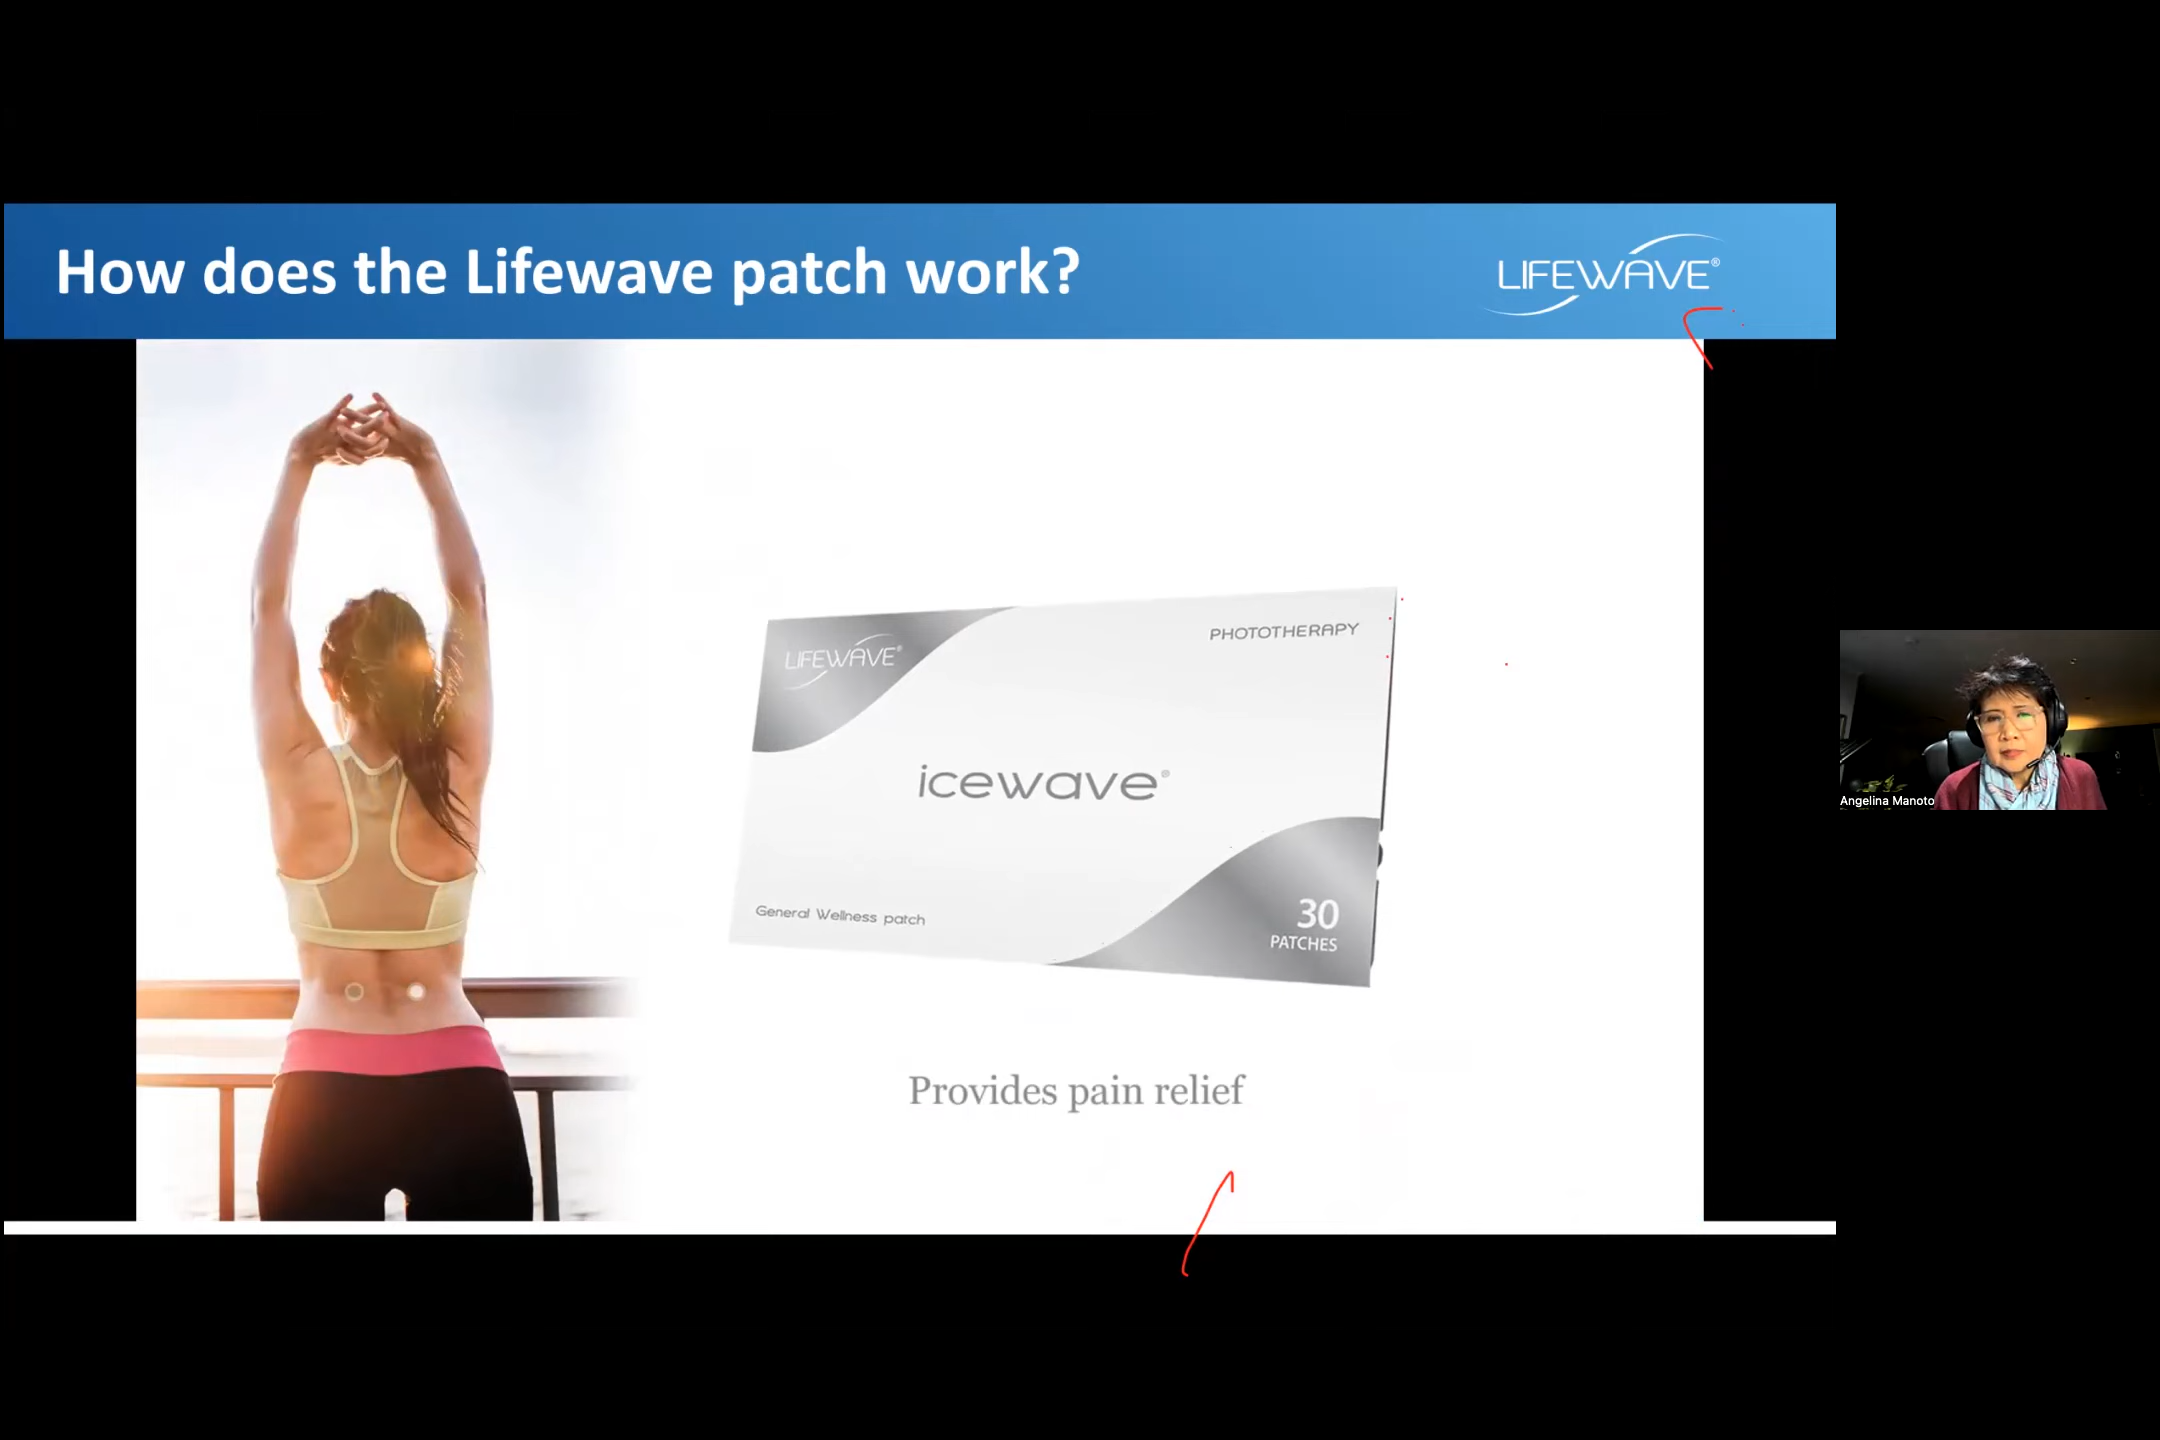 How does the Lifewave patch work?
LIFEWAVE®
LIFEWAVE®
PHOTOTHERAPY
icewave®
General Wellness patch
30
PATCHES
Provides pain relief
Angelina Manoto